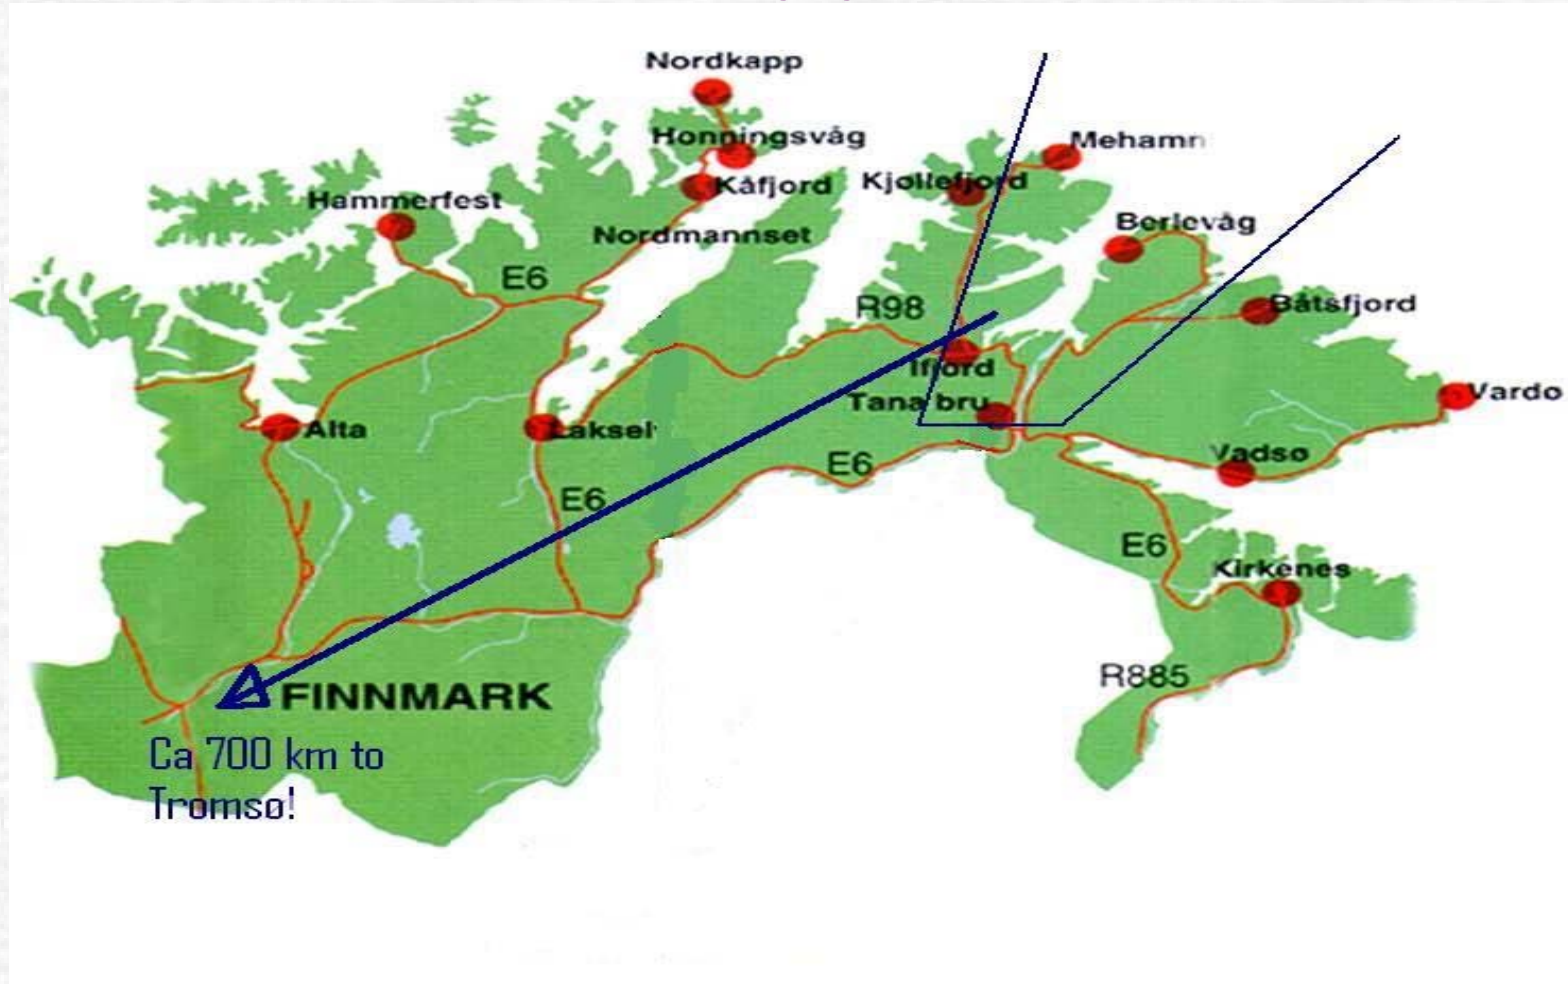 Nordkapp
Honningsvåg
Mehamn
Kåfjord
Kjøllefjord
Hammerfest
Berlevåg
Nordmannset
E6
R98
Båtsfjord
Ifjord
Vardø
Tana bru
Alta
Laksel
Vadsø
E6
E6
E6
Kirkenes
R885
FINNMARK
Ca 700 km to
Tromsø!